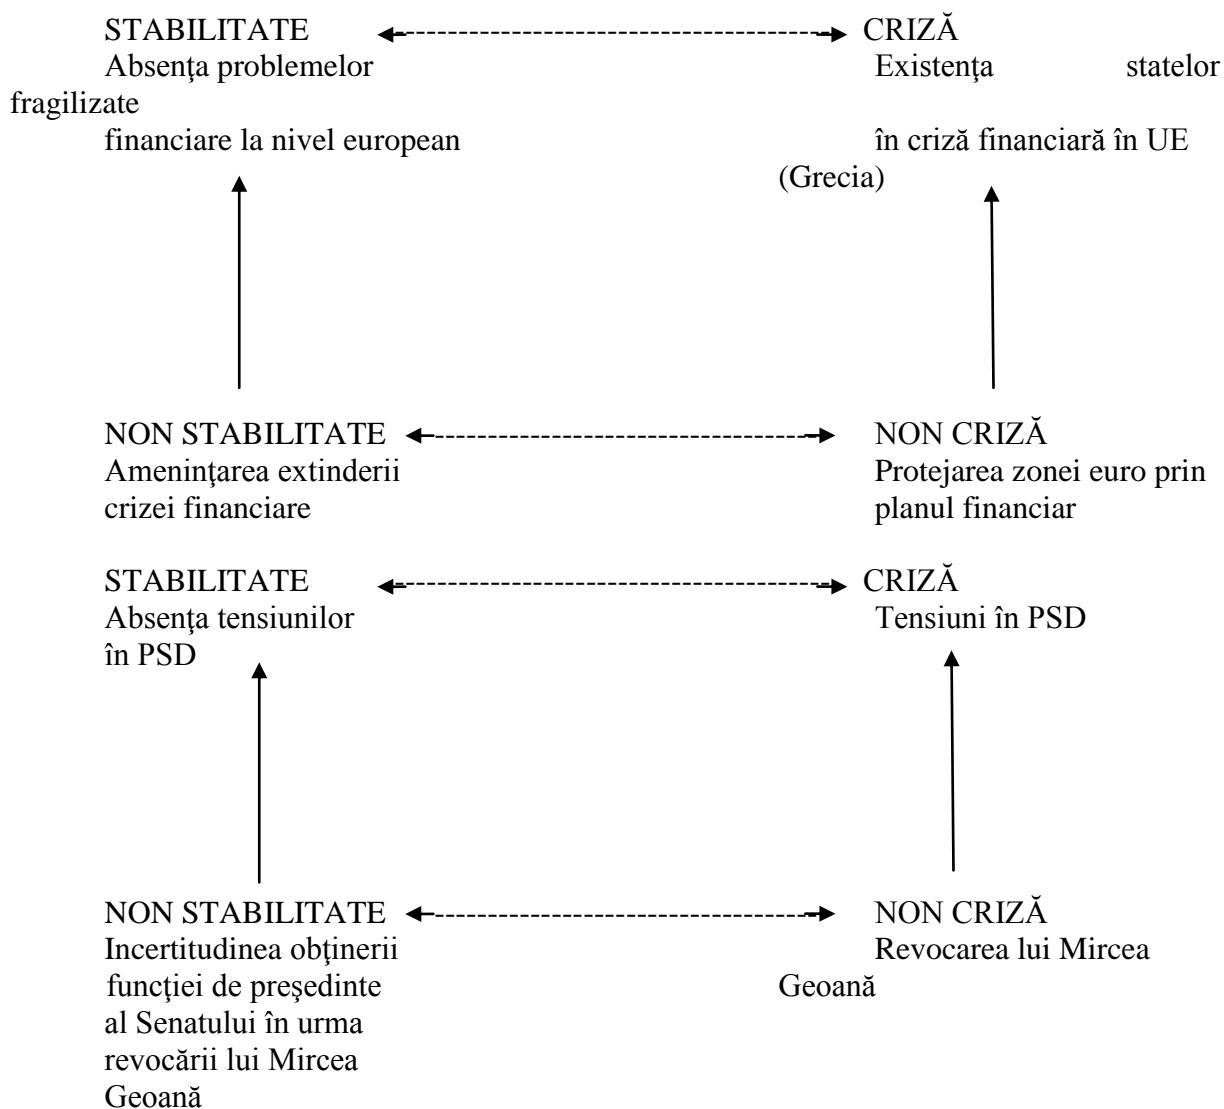 STABILITATE CRIZĂ
Absenţa problemelor Existenţa statelor
fragilizate
financiare la nivel european în criză financiară în UE
(Grecia)
NON STABILITATE NON CRIZĂ
Ameninţarea extinderii Protejarea zonei euro prin
crizei financiare planul financiar
STABILITATE CRIZĂ
Absenţa tensiunilor Tensiuni în PSD
în PSD
NON STABILITATE NON CRIZĂ
Incertitudinea obţinerii Revocarea lui Mircea
funcţiei de preşedinte Geoană
al Senatului în urma
revocării lui Mircea
Geoană